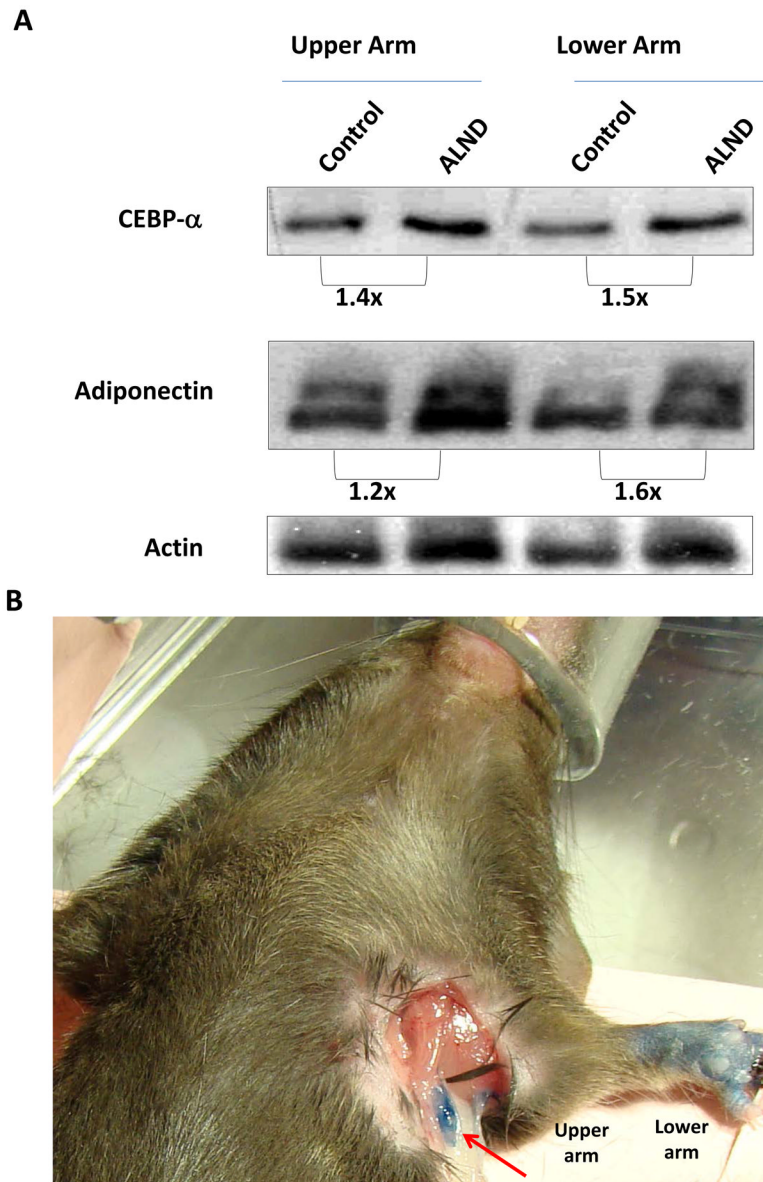 A
Upper Arm Lower Arm
Control ALND Control ALND
CEBP-α
1.4x 1.5x
Adiponectin
1.2x 1.6x
Actin
B
Upper arm
Lower arm